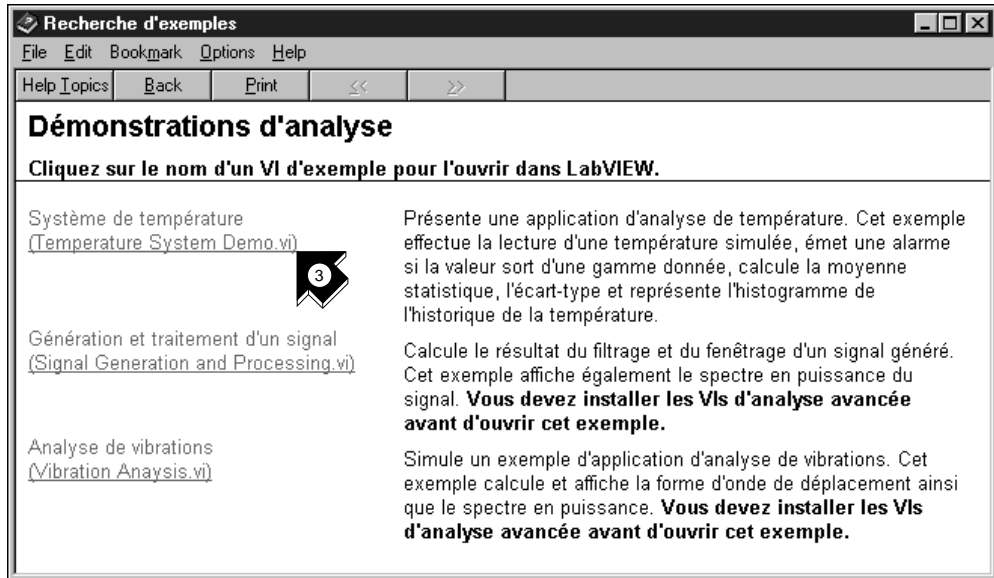 Recherche d'exemples
File Edit Bookmark Options Help
Help Topics Back Print << >>
Démonstrations d'analyse
Cliquez sur le nom d'un VI d'exemple pour l'ouvrir dans LabVIEW.
Système de température
(Temperature System Demo.vi)
3
Présente une application d'analyse de température. Cet exemple
effectue la lecture d'une température simulée, émet une alarme
si la valeur sort d'une gamme donnée, calcule la moyenne
statistique, l'écart-type et représente l'histogramme de
l'historique de la température.
Génération et traitement d'un signal
(Signal Generation and Processing.vi)
Calcule le résultat du filtrage et du fenêtrage d'un signal généré.
Cet exemple affiche également le spectre en puissance du
signal. Vous devez installer les VIs d'analyse avancée
avant d'ouvrir cet exemple.
Analyse de vibrations
(Vibration Anaysis.vi)
Simule un exemple d'application d'analyse de vibrations. Cet
exemple calcule et affiche la forme d'onde de déplacement ainsi
que le spectre en puissance. Vous devez installer les VIs
d'analyse avancée avant d'ouvrir cet exemple.